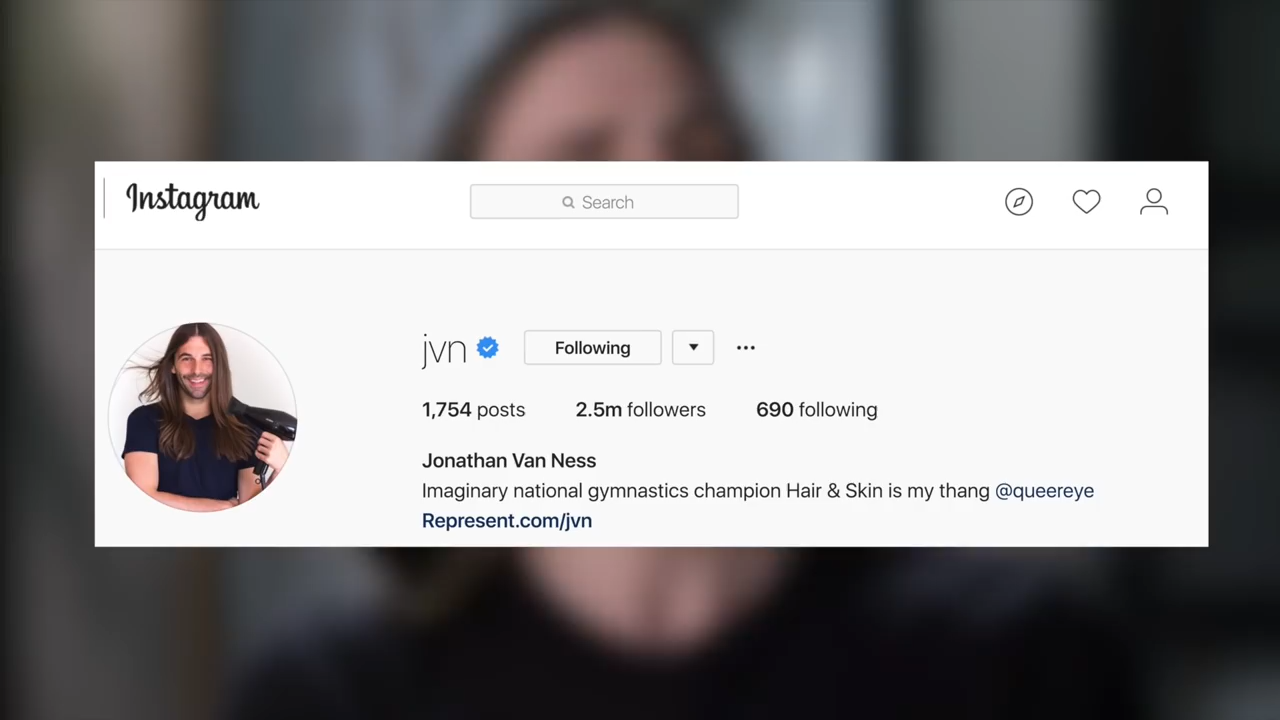 Instagram
Search
jvn
Following
1,754 posts
2.5m followers
690 following
Jonathan Van Ness
Imaginary national gymnastics champion Hair & Skin is my thang @queereye
Represent.com/jvn